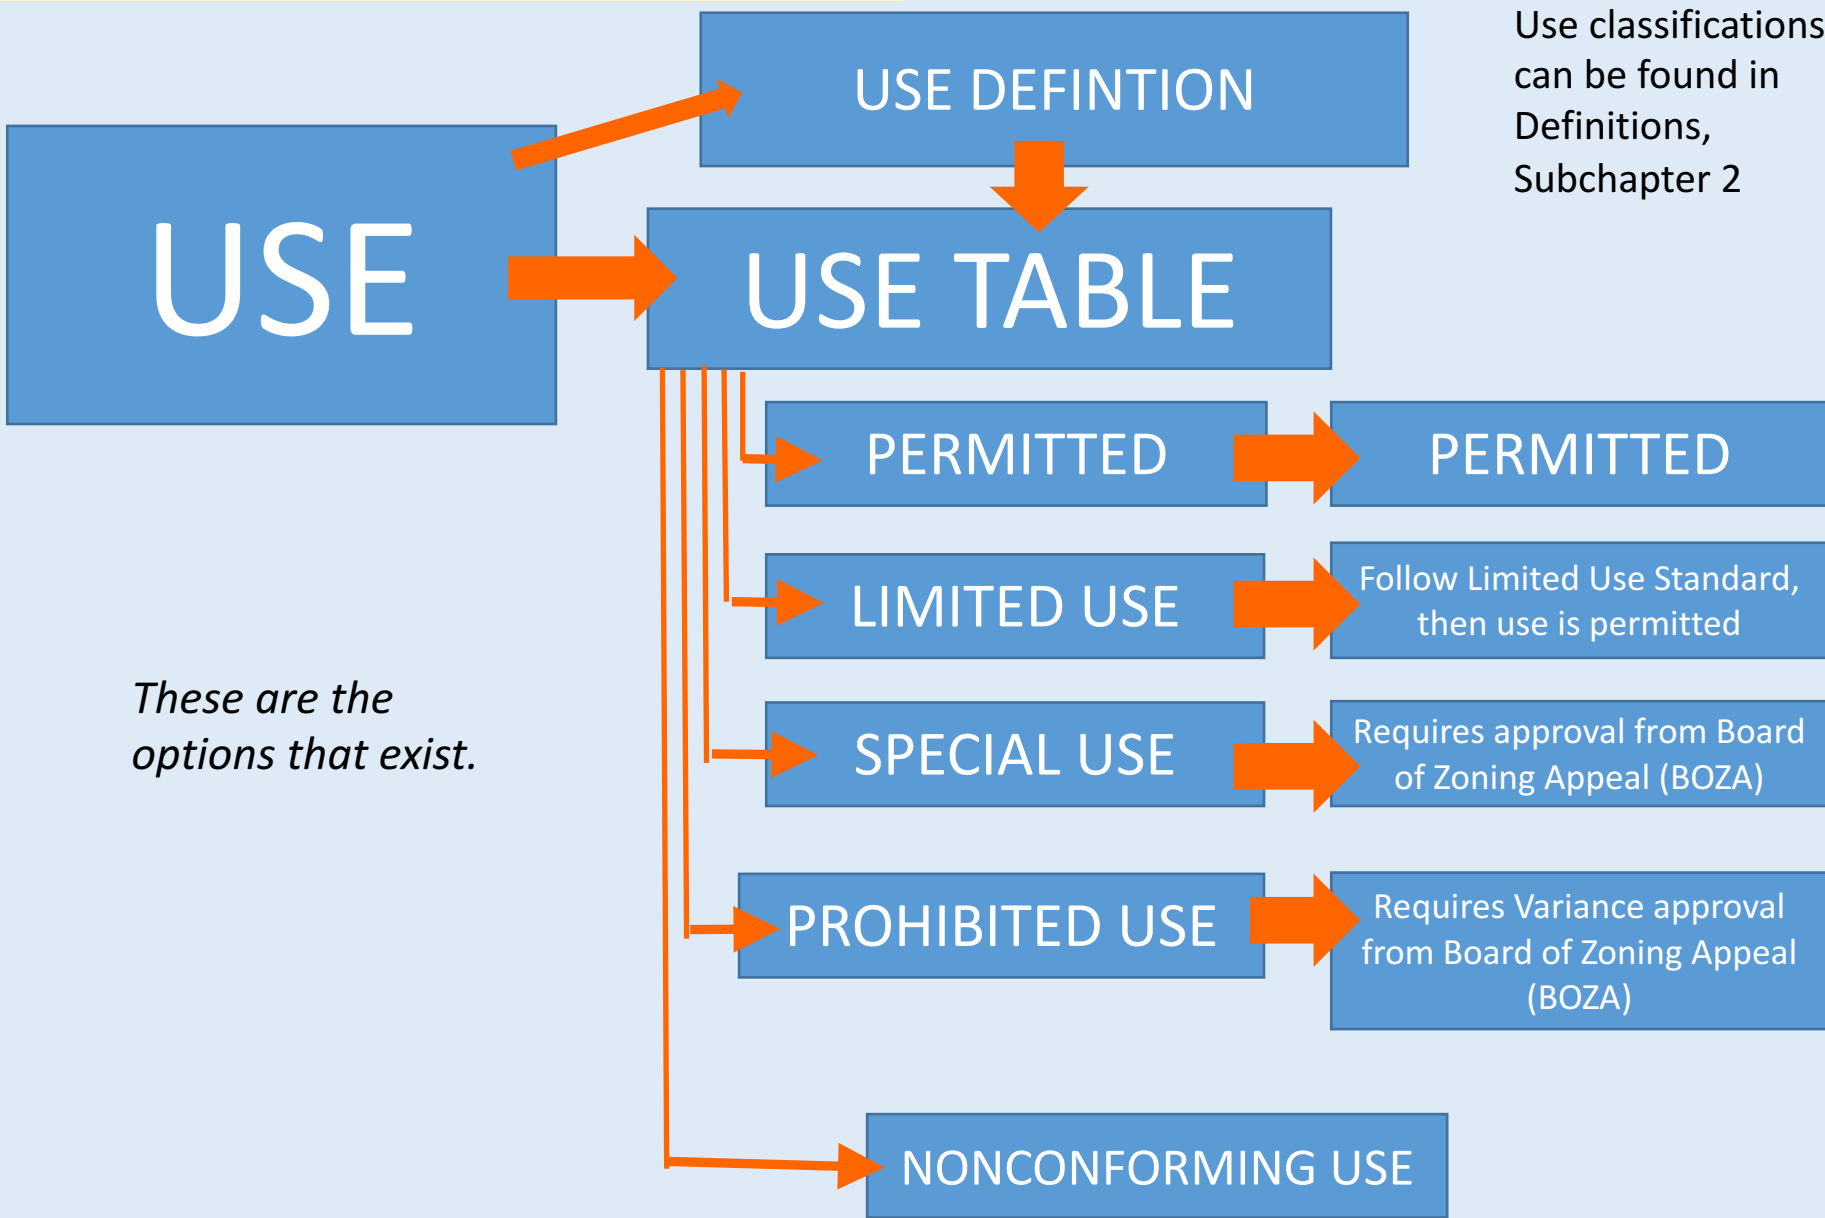 USE DEFINTION
Use classifications
can be found in
Definitions,
Subchapter 2
USE
USE TABLE
PERMITTED
PERMITTED
LIMITED USE
Follow Limited Use Standard,
then use is permitted
These are the
options that exist.
SPECIAL USE
Requires approval from Board
of Zoning Appeal (BOZA)
PROHIBITED USE
Requires Variance approval
from Board of Zoning Appeal
(BOZA)
NONCONFORMING USE